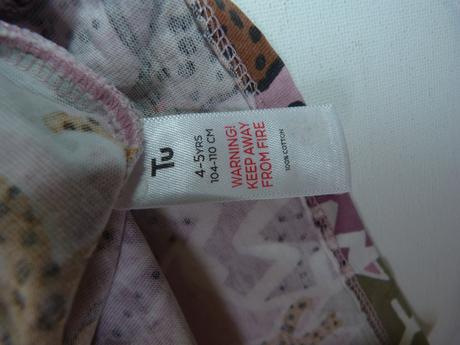 Tu
4-5YRS
104-110 CM
WARNING!
KEEP AWAY
FROM FIRE
100% COTTON